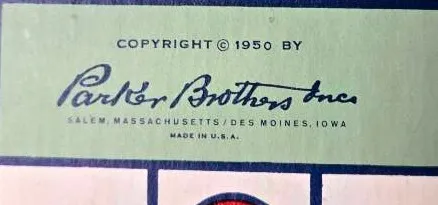 COPYRIGHT © 1950 BY
Parker Brothers Inc.
SALEM, MASSACHUSETTS / DES MOINES, IOWA
MADE IN U.S.A.